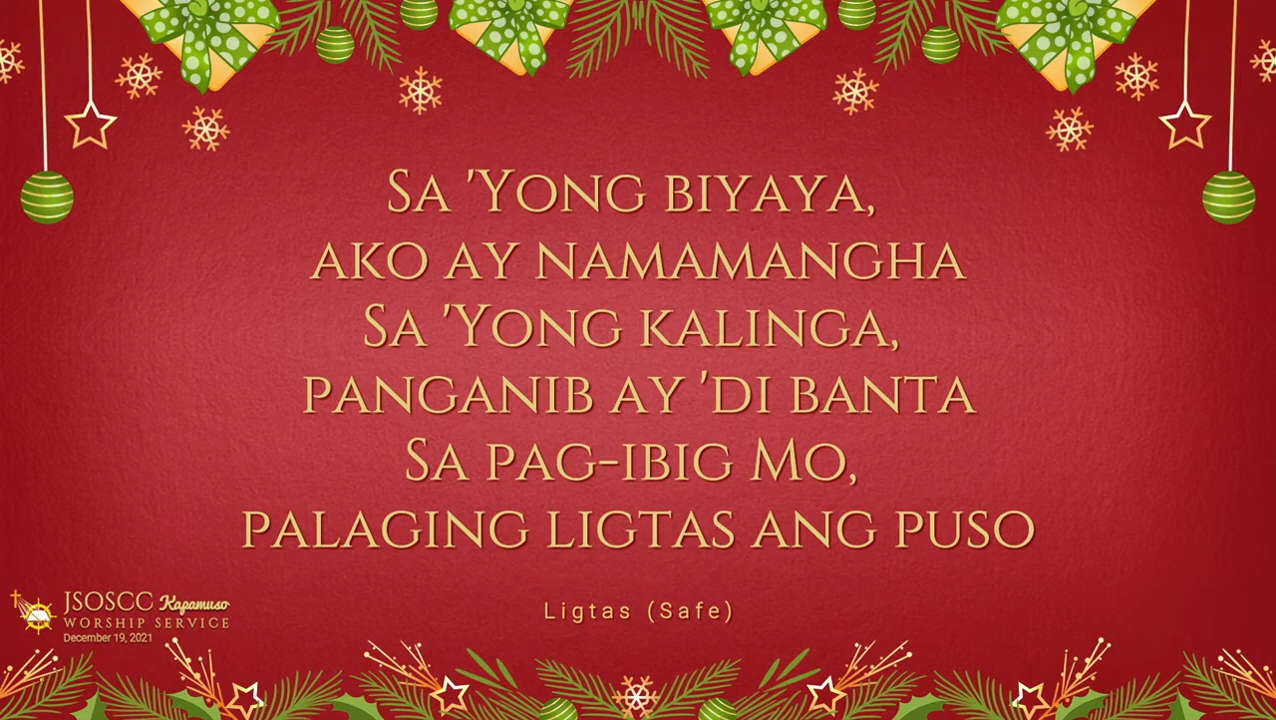 Sa 'Yong biyaya,
ako ay namamangha
Sa 'Yong kalinga,
panganib ay 'di banta
Sa pag-ibig Mo,
palaging ligtas ang puso
Ligtas (Safe)
JSOSCC Kapamuso
WORSHIP SERVICE
December 19, 2021